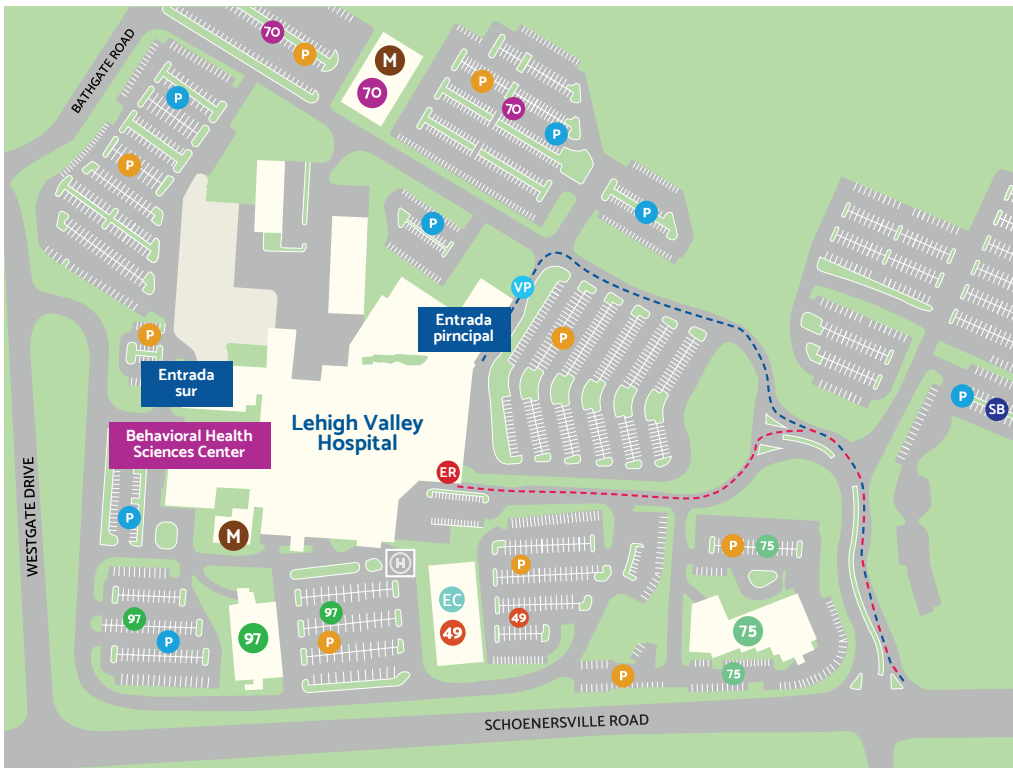 70
P
M
70
BATHGATE ROAD
P
P
70
P
P
P
P
P
VP
P
P
Entrada
pirncipal
Entrada
sur
Lehigh Valley
Hospital
Behavioral Health
Sciences Center
P
SB
ER
WESTGATE DRIVE
P
M
H
P
P
75
EC
49
49
97
P
97
97
P
75
75
P
SCHOENERSVILLE ROAD